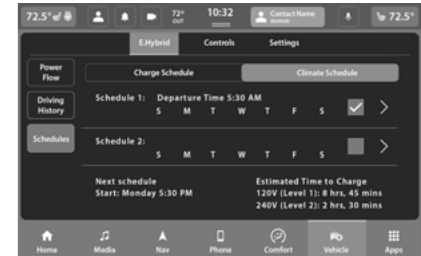 72.5°
72° OUT
10:32
Contact Name
72.5°
E.Hybrid Controls Settings
Power Flow
Charge Schedule Climate Schedule
Driving History
Schedule 1: Departure Time 5:30 AM
S M T W T F S
Schedules
Schedule 2:
S M T W T F S
Next schedule
Start: Monday 5:30 PM
Estimated Time to Charge
120V (Level 1): 8 hrs, 45 mins
240V (Level 2): 2 hrs, 30 mins
Home Media Nav Phone Comfort Vehicle Apps